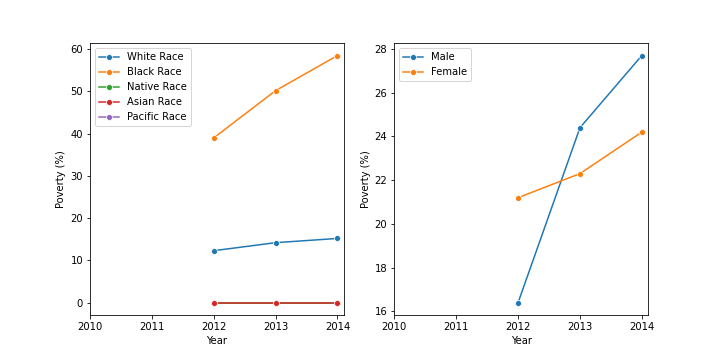 60
50
40
30
20
10
0
Poverty (%)
White Race
Black Race
Native Race
Asian Race
Pacific Race
2010 2011 2012 2013 2014
Year
28
26
24
22
20
18
16
Poverty (%)
Male
Female
2010 2011 2012 2013 2014
Year